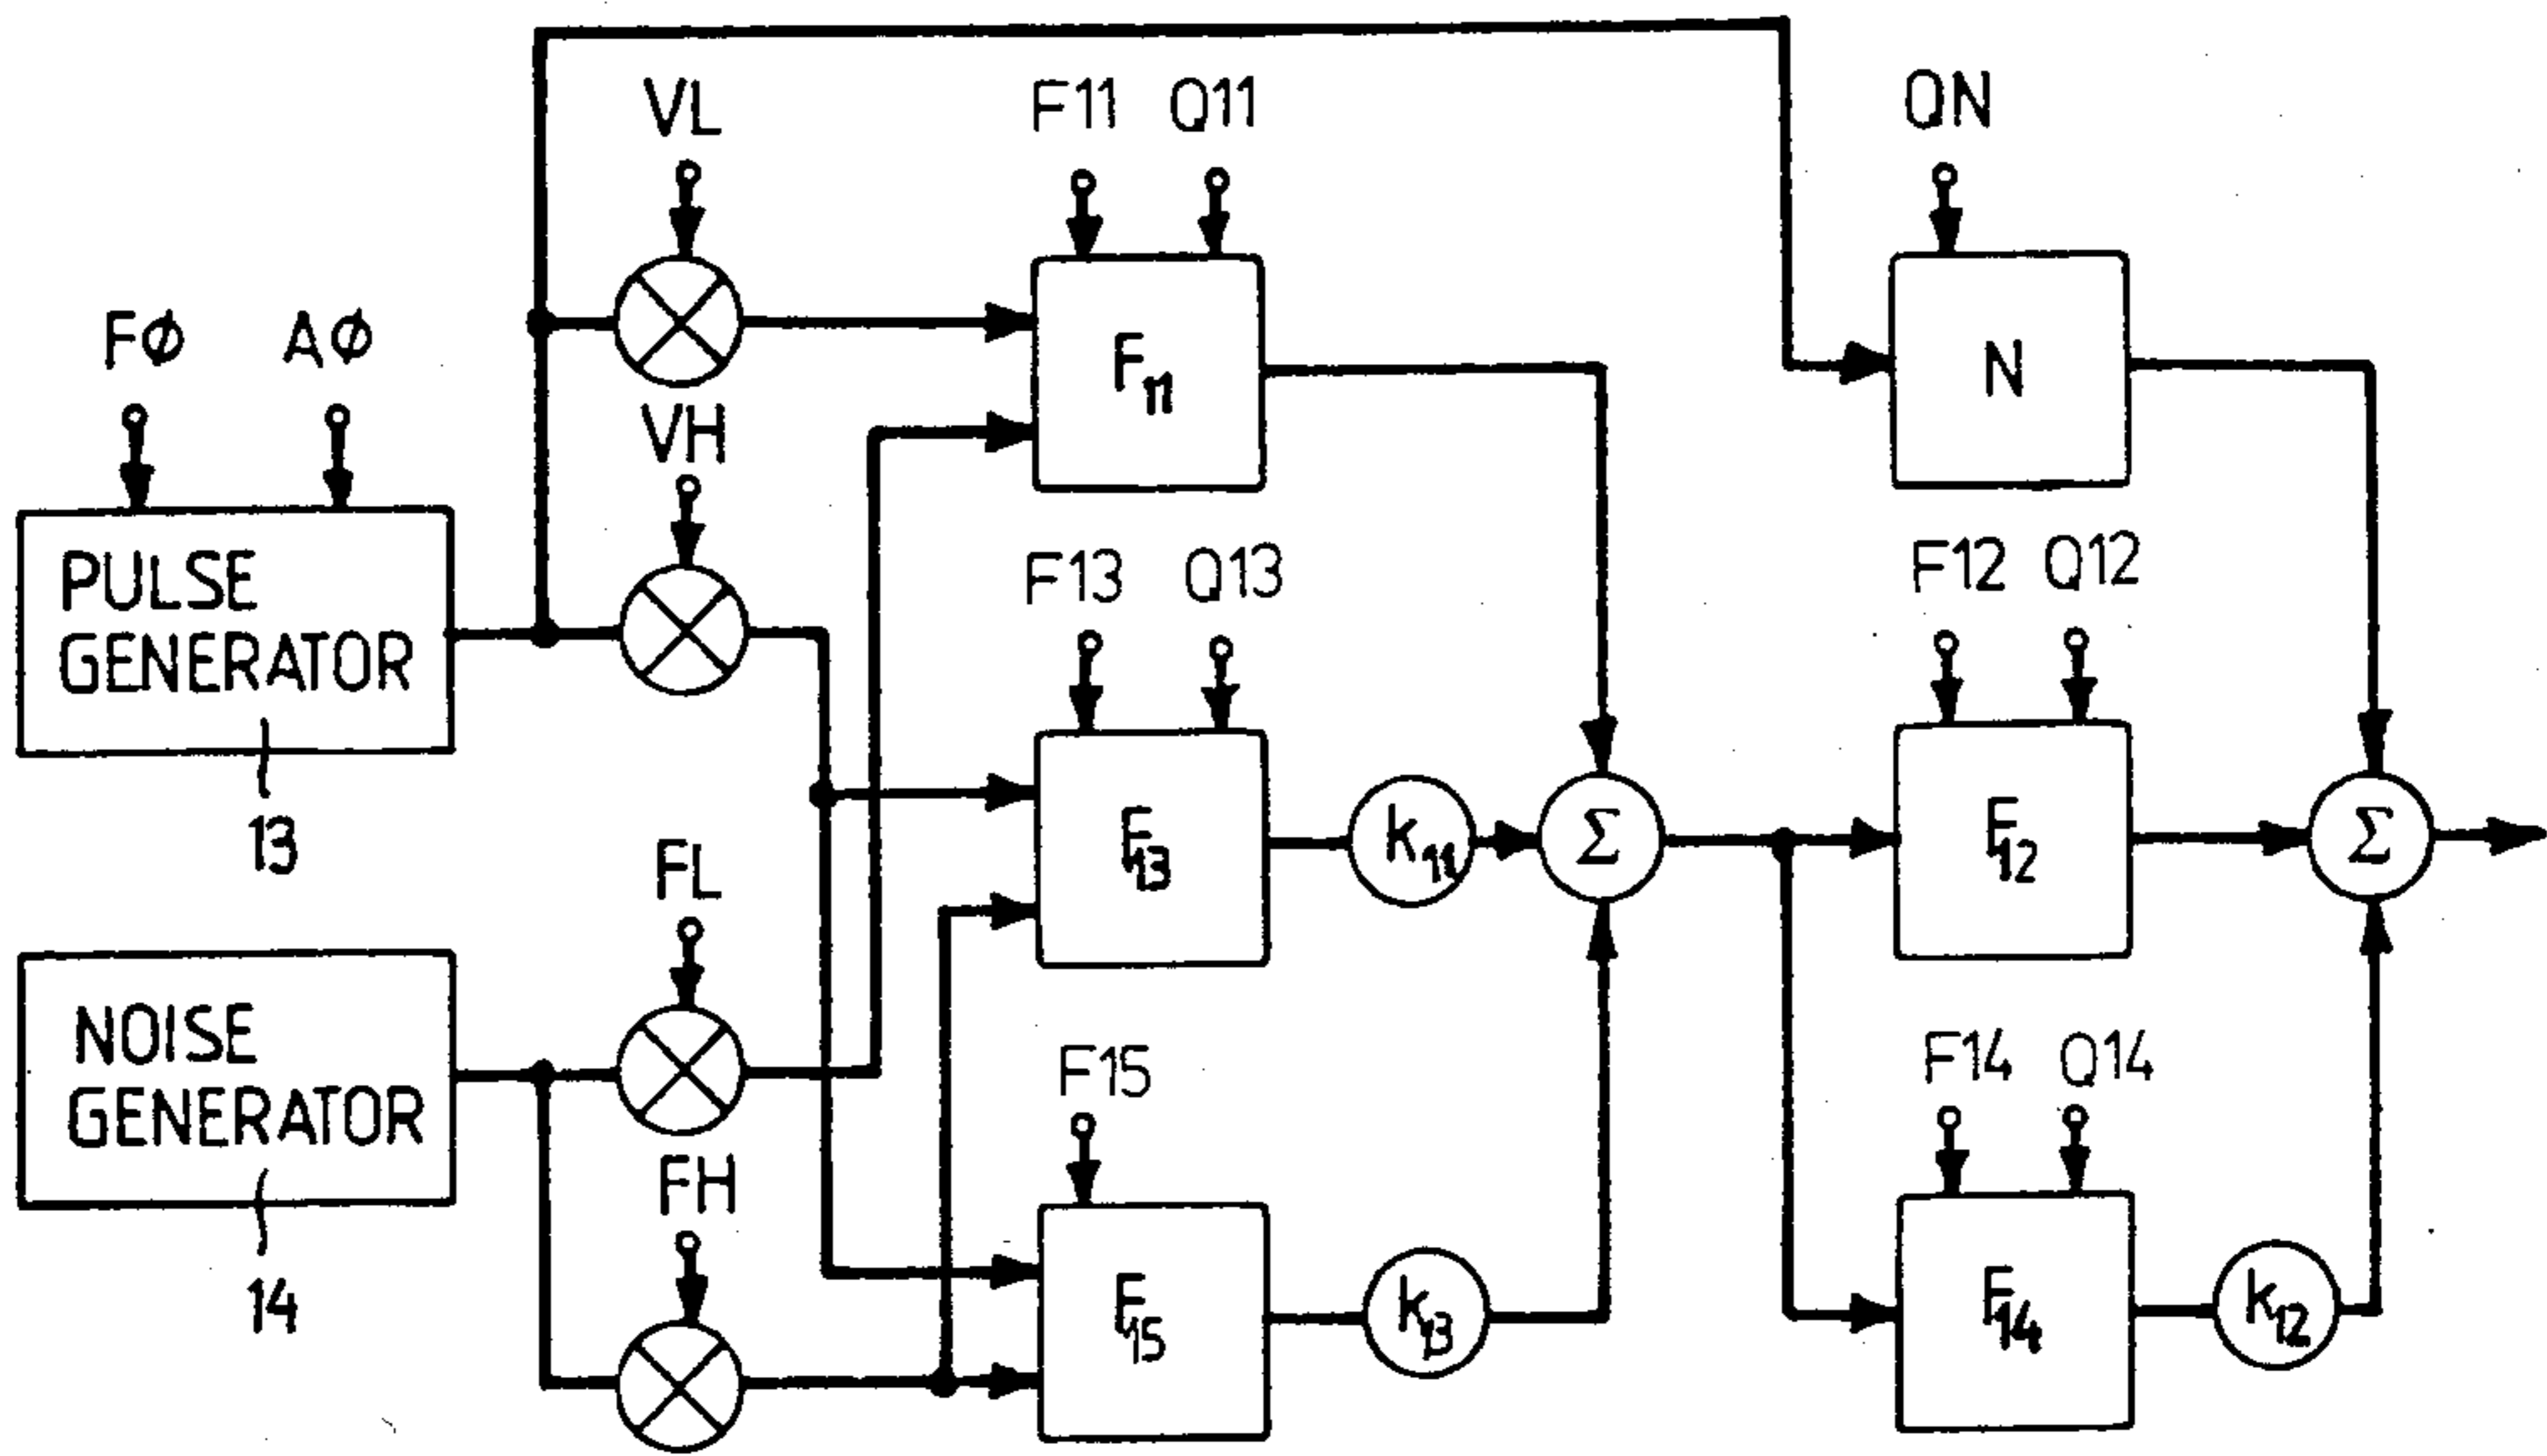 VL
F11 Q11
QN
FØ AØ
F11
N
VH
PULSE
GENERATOR
13
F13 Q13
F12 Q12
F13
k11
Σ
F12
Σ
FL
NOISE
GENERATOR
14
F15
F14 Q14
FH
F15
k13
F14
k12